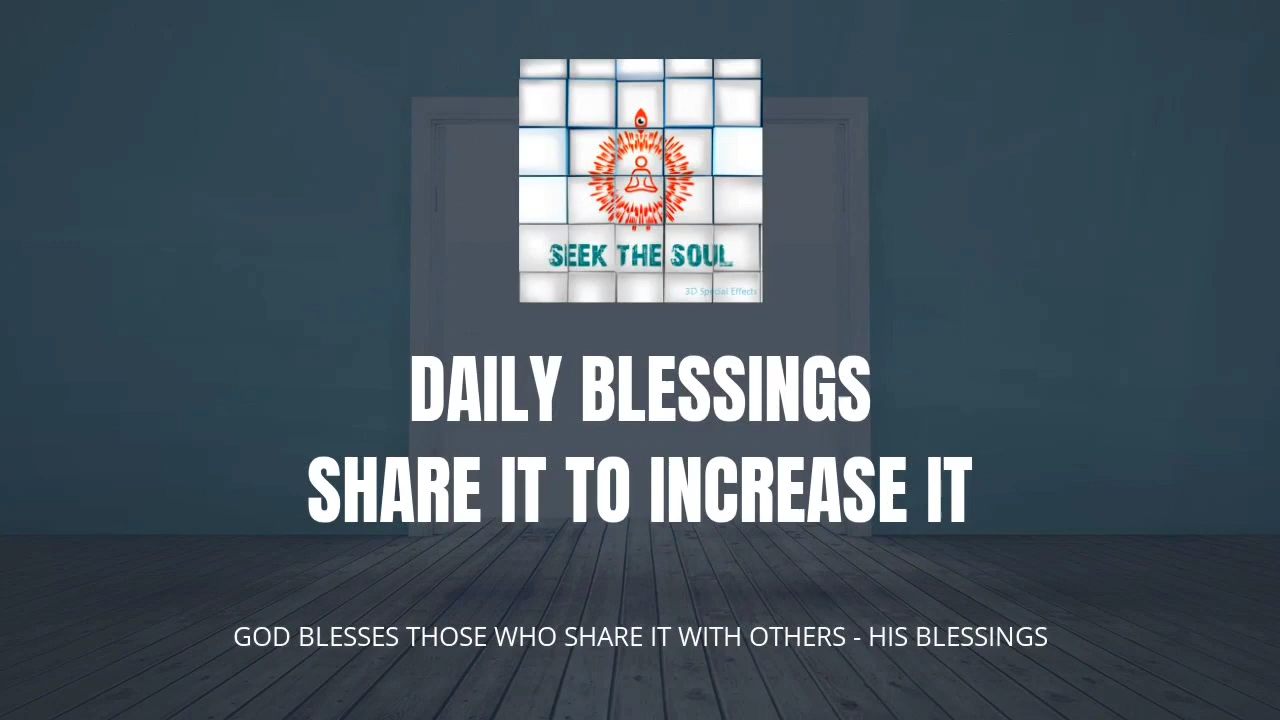 SEEK THE SOUL
3D Special Effects
DAILY BLESSINGS
SHARE IT TO INCREASE IT
GOD BLESSES THOSE WHO SHARE IT WITH OTHERS - HIS BLESSINGS